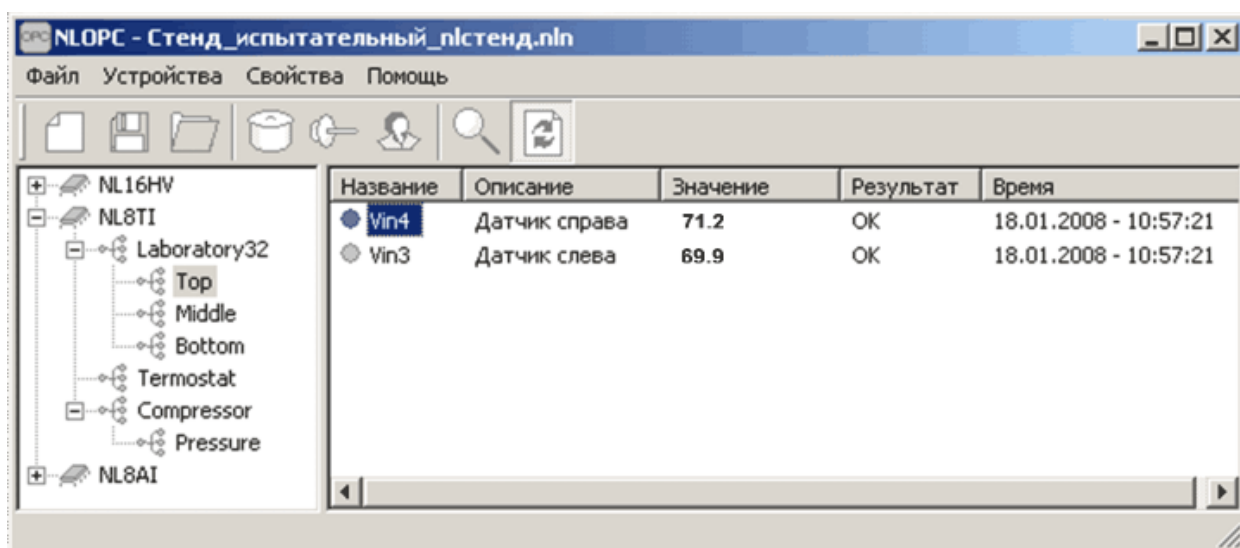 OPC NLOPC - Стенд_испытательный_nlстенд.nln
Файл Устройства Свойства Помощь
NL16HV
NL8TI
Laboratory32
Top
Middle
Bottom
Termostat
Compressor
Pressure
NL8AI
Название Описание Значение Результат Время
Vin4 Датчик справа 71.2 OK 18.01.2008 - 10:57:21
Vin3 Датчик слева 69.9 OK 18.01.2008 - 10:57:21